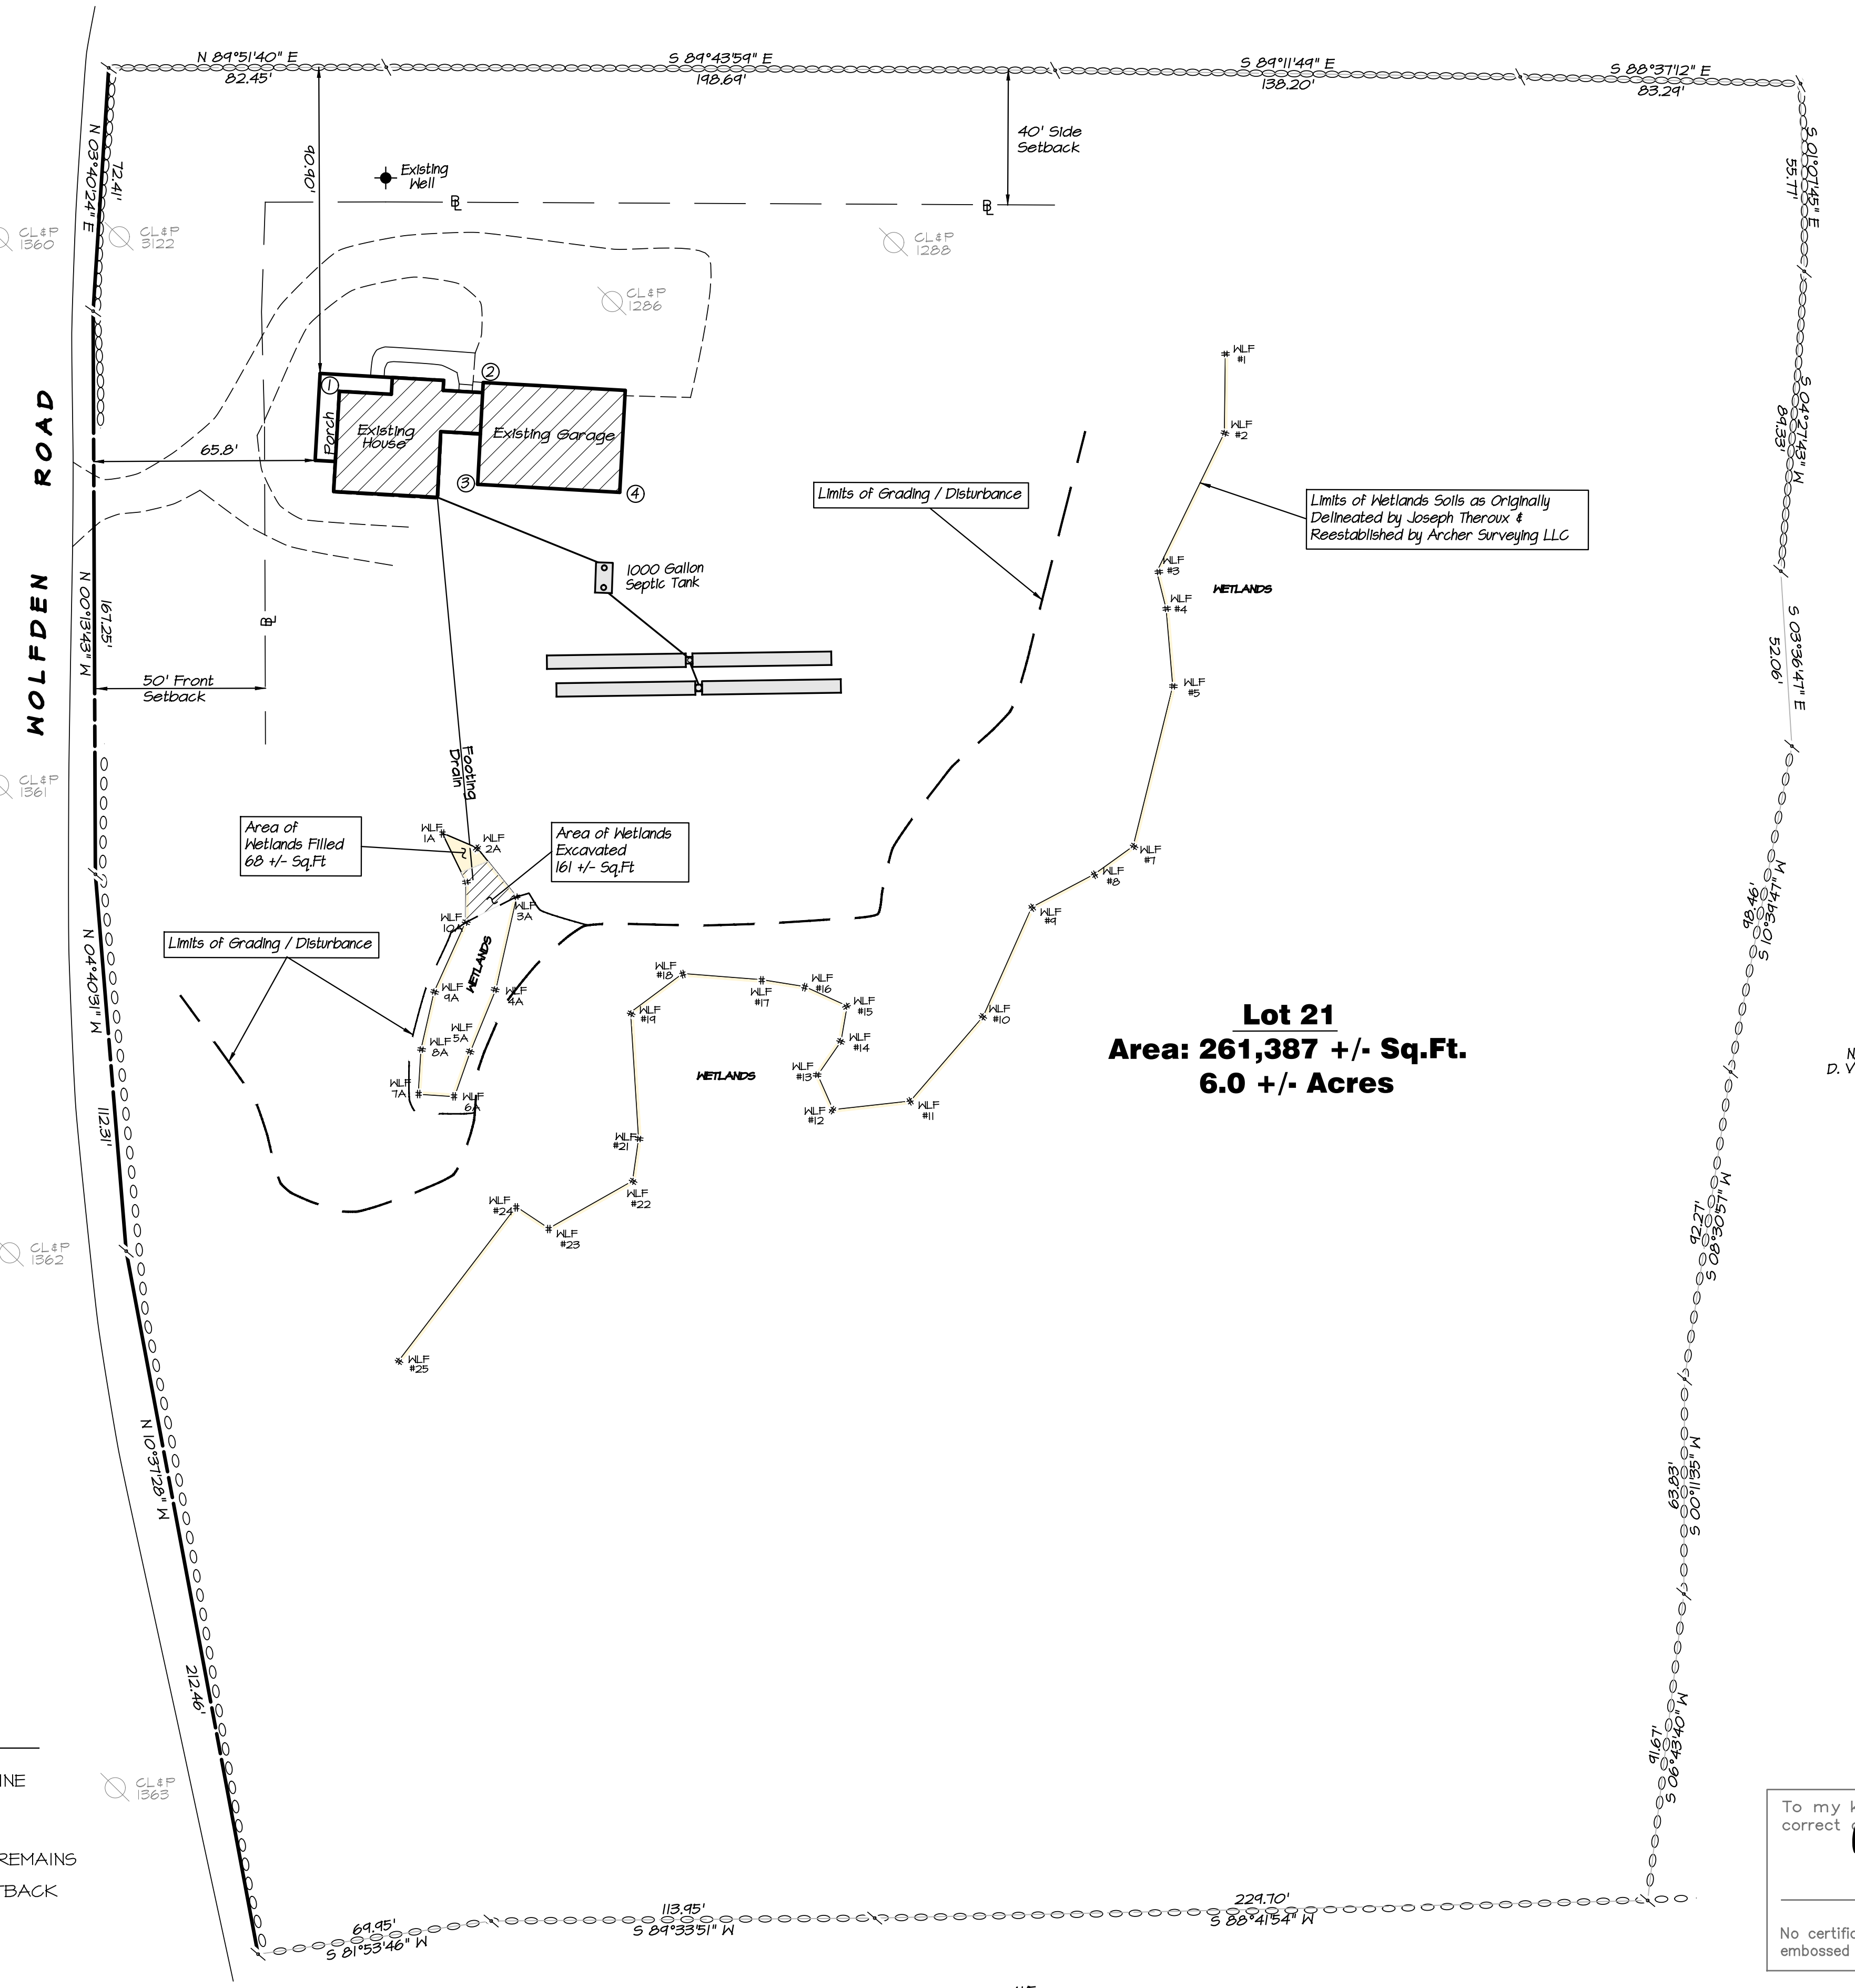 N 89°51'40" E
82.45'
S 89°43'59" E
198.69'
S 89°11'49" E
138.20'
S 88°37'12" E
83.29'
N 03°40'24" E
72.41'
90.90'
40' Side
Setback
S 01°07'45" E
55.77'
Existing
Well
BL
BL
CL&P
1360
CL&P
3122
CL&P
1288
CL&P
1286
WLF
#1
1
2
Porch
Existing
House
Existing Garage
3
4
WLF
#2
S 04°27'43" W
89.33'
65.8'
WOLFDEN ROAD
Limits of Grading / Disturbance
Limits of Wetlands Soils as Originally
Delineated by Joseph Theroux &
Reestablished by Archer Surveying LLC
1000 Gallon
Septic Tank
WLF
#3
WETLANDS
#4
N 00°13'43" W
167.25'
BL
S 03°36'47" E
52.06'
50' Front
Setback
WLF
#5
Footing
Drain
CL&P
1361
Area of
Wetlands Filled
68 +/- Sq.Ft
WLF
1A
WLF
2A
Area of Wetlands
Excavated
161 +/- Sq.Ft
WLF
#7
WLF
#8
98.46'
S 10°39'47" W
WLF
3A
WLF
10A
WLF
#9
N 04°40'31" W
112.31'
Limits of Grading / Disturbance
WETLANDS
WLF
9A
WLF
4A
WLF
#18
WLF
#17
WLF
#16
WLF
#15
WLF
#19
WLF
#10
Lot 21
Area: 261,387 +/- Sq.Ft.
6.0 +/- Acres
WLF
5A
WLF
8A
WLF
#14
WLF
#13
WETLANDS
N
D. V
WLF
7A
WLF
6A
WLF
#12
WLF
#11
WLF
#21
WLF
#22
92.27'
S 08°30'57" W
WLF
#24
WLF
#23
CL&P
1362
WLF
#25
N 10°37'28" W
212.46'
63.83'
S 00°11'35" W
91.67'
S 06°43'40" W
INE
CL&P
1363
REMAINS
TBACK
To my k
correct
No certific
embossed
69.95'
S 81°53'46" W
113.95'
S 89°33'51" W
229.70'
S 88°41'54" W